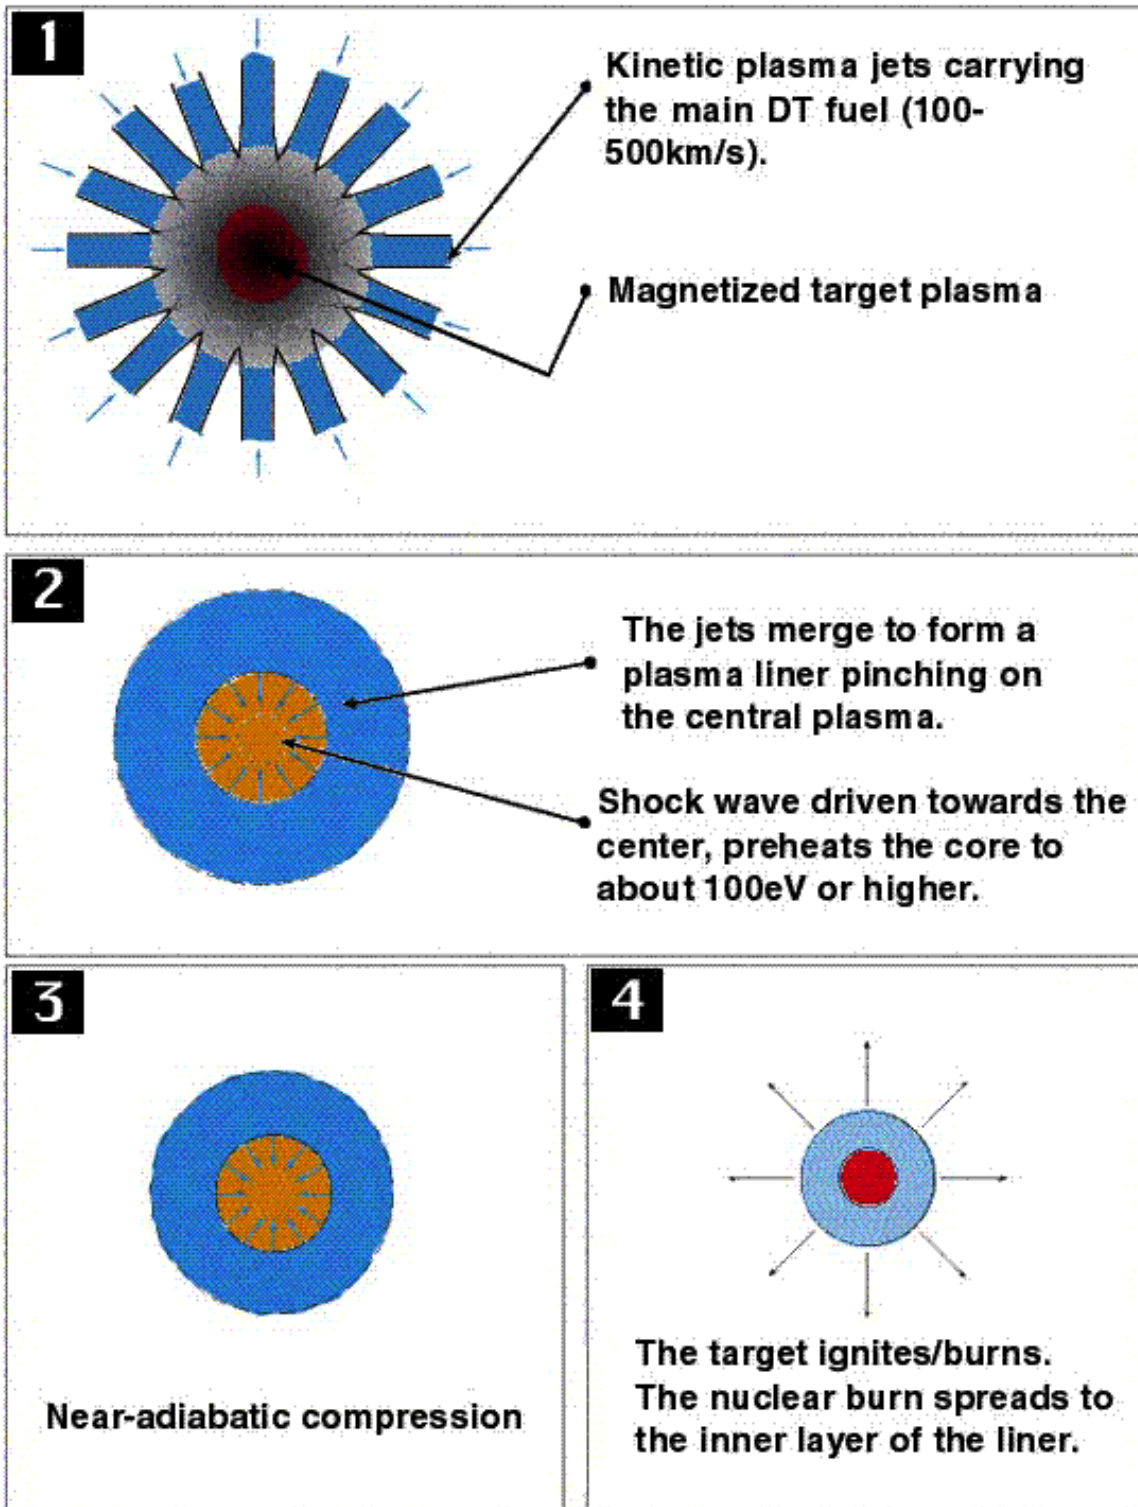 1
Kinetic plasma jets carrying
the main DT fuel (100-
500km/s).
Magnetized target plasma
2
The jets merge to form a
plasma liner pinching on
the central plasma.
Shock wave driven towards the
center, preheats the core to
about 100eV or higher.
3
Near-adiabatic compression
4
The target ignites/burns.
The nuclear burn spreads to
the inner layer of the liner.